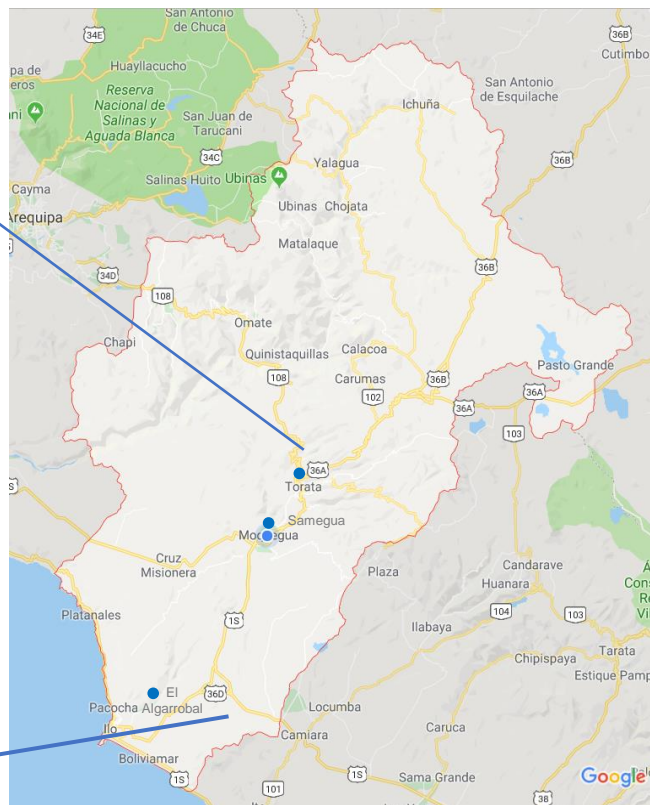 San Antonio
de Chuca
34E
36B
Cutimbo
Huayllacucho
pa de
eros
San Antonio
de Esquilache
Reserva
Nacional de
Salinas y
Aguada Blanca
ani
Ichuña
San Juan de
Tarucani
34C
Yalagua
36B
Salinas Huito
Ubinas
Cayma
Ubinas
Chojata
Arequipa
Matalaque
34D
36B
108
Omate
Chapi
Quinistaquillas
Calacoa
Pasto Grande
108
Carumas
36B
36A
102
36A
103
36A
Torata
S
Samegua
Moquegua
Cruz
Misionera
Plaza
Candarave
Huanara
Platanales
1S
104
103
Ilabaya
Tarata
Chipispaya
Estique Pamp
El
Algarrobal
36D
Pacocha
Locumba
Ilo
Camiara
Caruca
Boliviamar
1S
1S
Sama Grande
101
38
Google